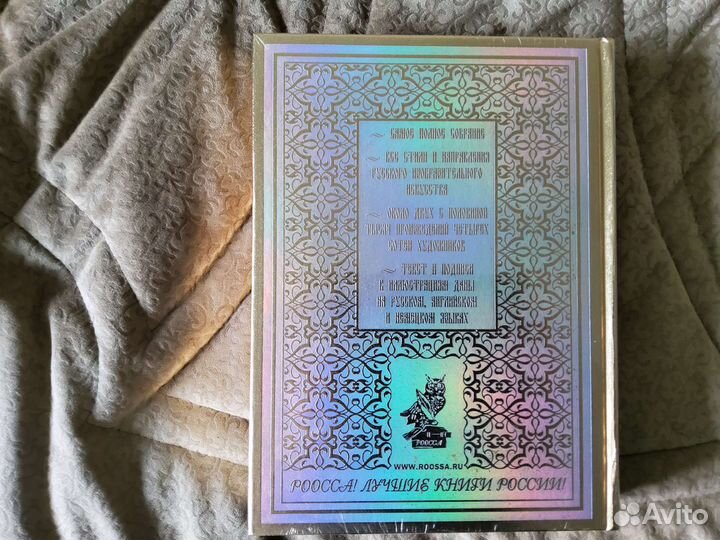 ~ САМОЕ ПОЛНОЕ СОБРАНИЕ
~ ВСЕ СТИЛИ И НАПРАВЛЕНИЯ
РУССКОГО ИЗОБРАЗИТЕЛЬНОГО
ИСКУССТВА
~ ОКОЛО ДВУХ С ПОЛОВИНОЙ
ТЫСЯЧ ПРОИЗВЕДЕНИЙ ЧЕТЫРЕХ
СОТЕН ХУДОЖНИКОВ
~ ТЕКСТ И ПОДПИСИ
К ИЛЛЮСТРАЦИЯМ ДАНЫ
НА РУССКОМ, АНГЛИЙСКОМ
И НЕМЕЦКОМ ЯЗЫКАХ
РООССА
WWW.ROOSSA.RU
РООССА! ЛУЧШИЕ КНИГИ РОССИИ!
Avito